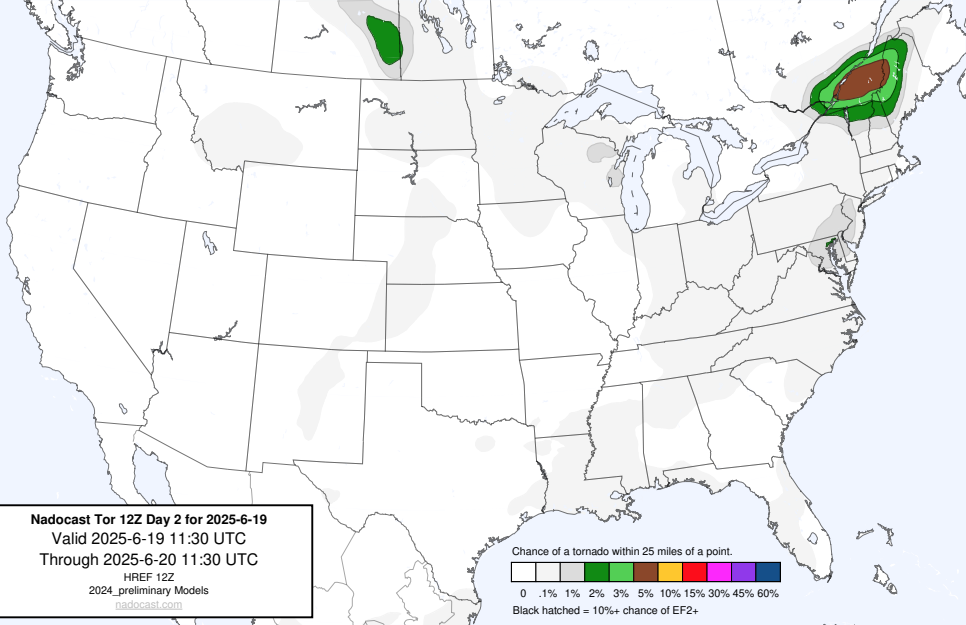 Nadocast Tor 12Z Day 2 for 2025-6-19
Valid 2025-6-19 11:30 UTC
Through 2025-6-20 11:30 UTC
HREF 12Z
2024_preliminary Models
nadocast.com
Chance of a tornado within 25 miles of a point.
0 .1% 1% 2% 3% 5% 10% 15% 30% 45% 60%
Black hatched = 10%+ chance of EF2+